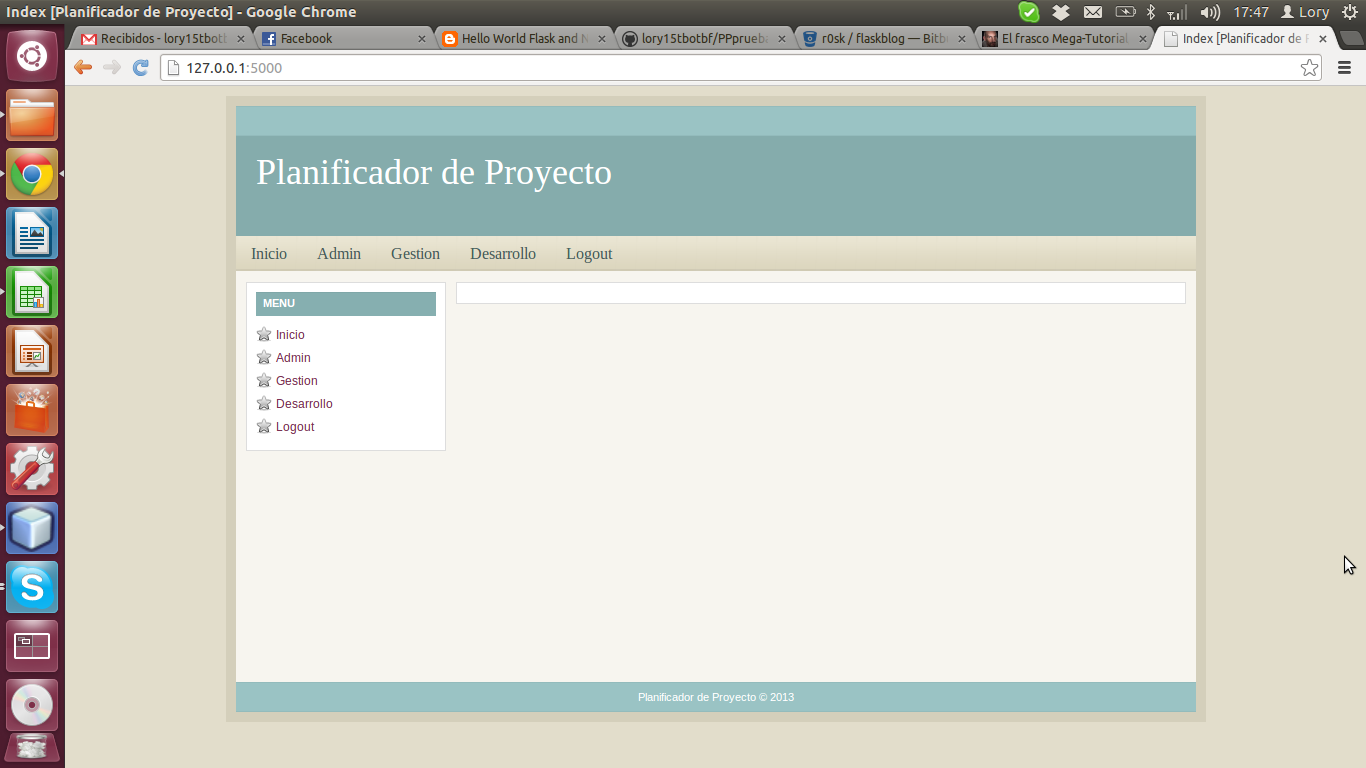 Index [Planificador de Proyecto] - Google Chrome
17:47 Lory
Recibidos - lory15tbotb
Facebook
Hello World Flask and N
lory15tbotbf/PPprueba
r0sk / flaskblog — Bitbu
El frasco Mega-Tutorial
Index [Planificador de P
127.0.0.1:5000
Planificador de Proyecto
Inicio Admin Gestion Desarrollo Logout
MENU
Inicio
Admin
Gestion
Desarrollo
Logout
Planificador de Proyecto © 2013